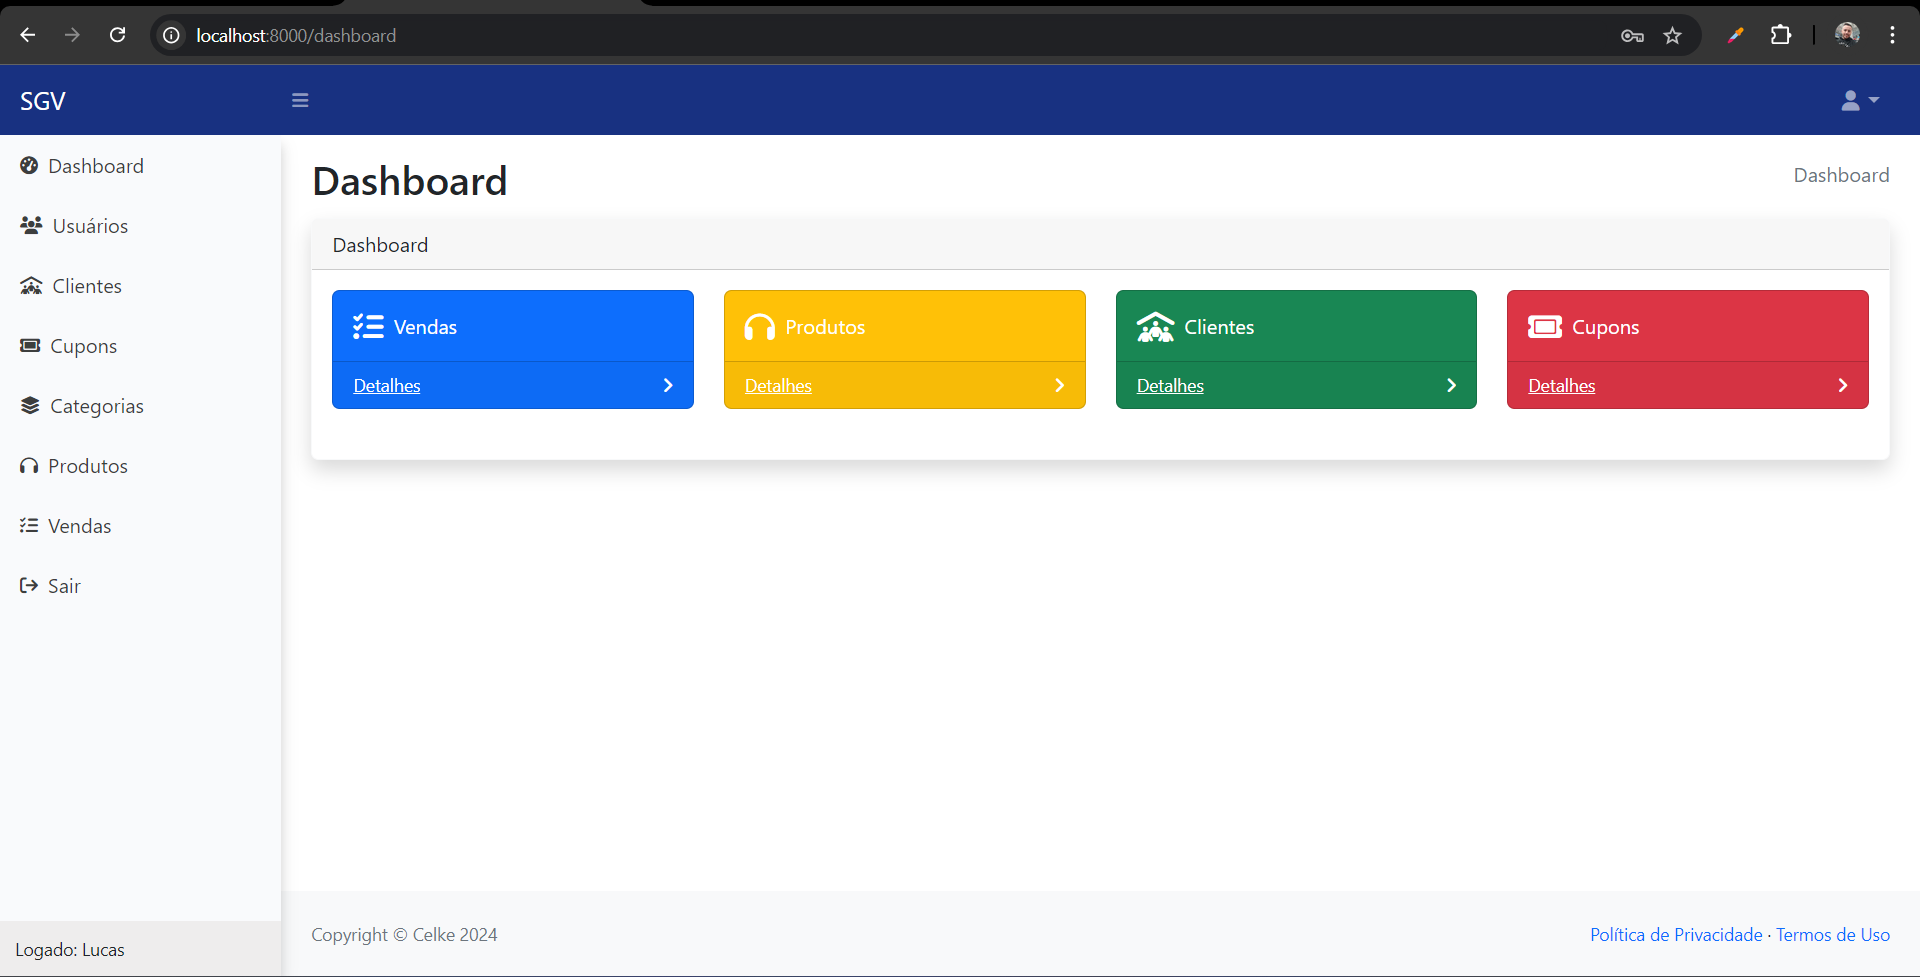 localhost:8000/dashboard
SGV
Dashboard
Usuários
Clientes
Cupons
Categorias
Produtos
Vendas
Sair
Logado: Lucas
Dashboard
Dashboard
Dashboard
Vendas
Detalhes
Produtos
Detalhes
Clientes
Detalhes
Cupons
Detalhes
Copyright © Celke 2024
Política de Privacidade · Termos de Uso